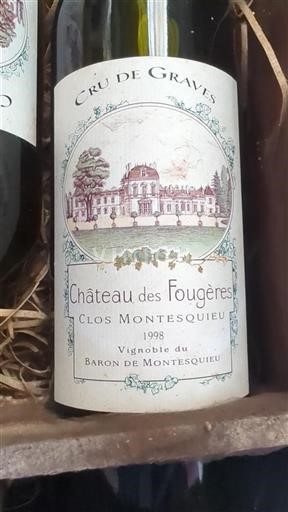 CRU DE GRAVES
Château des Fougères
CLOS MONTESQUIEU
1998
Vignoble du
BARON DE MONTESQUIEU